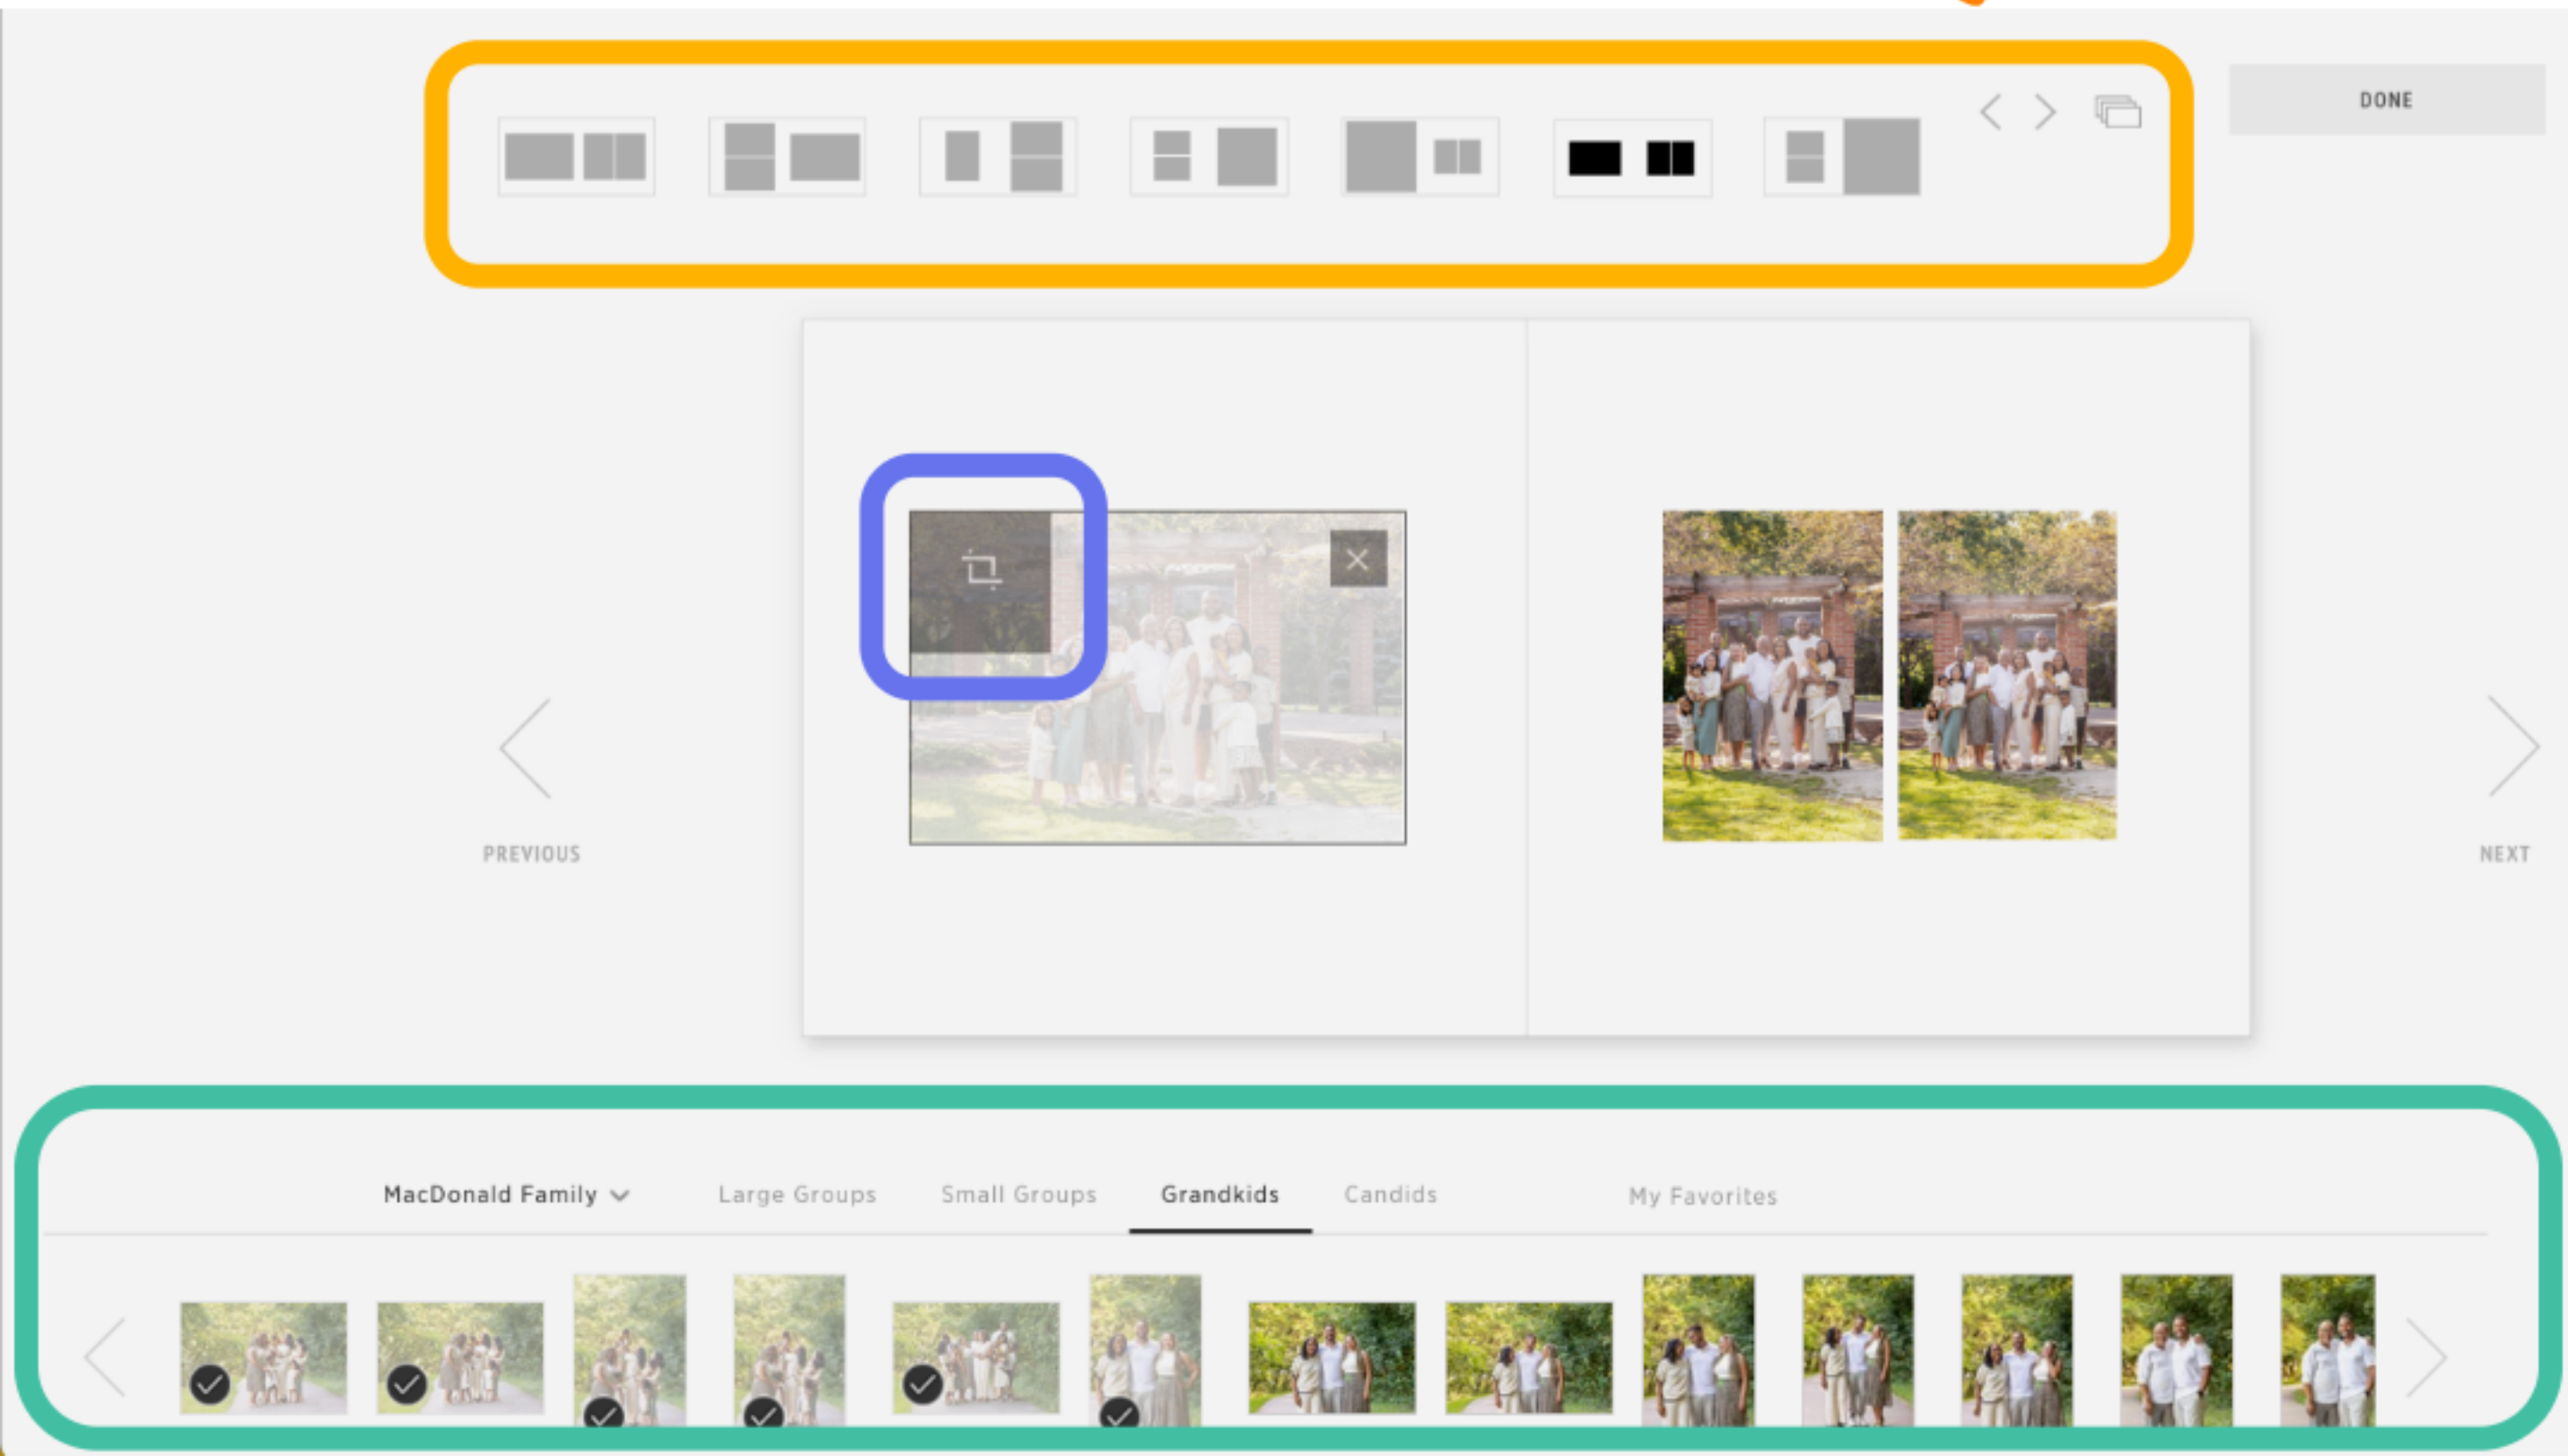 DONE
PREVIOUS
NEXT
MacDonald Family Large Groups Small Groups Grandkids Candids My Favorites